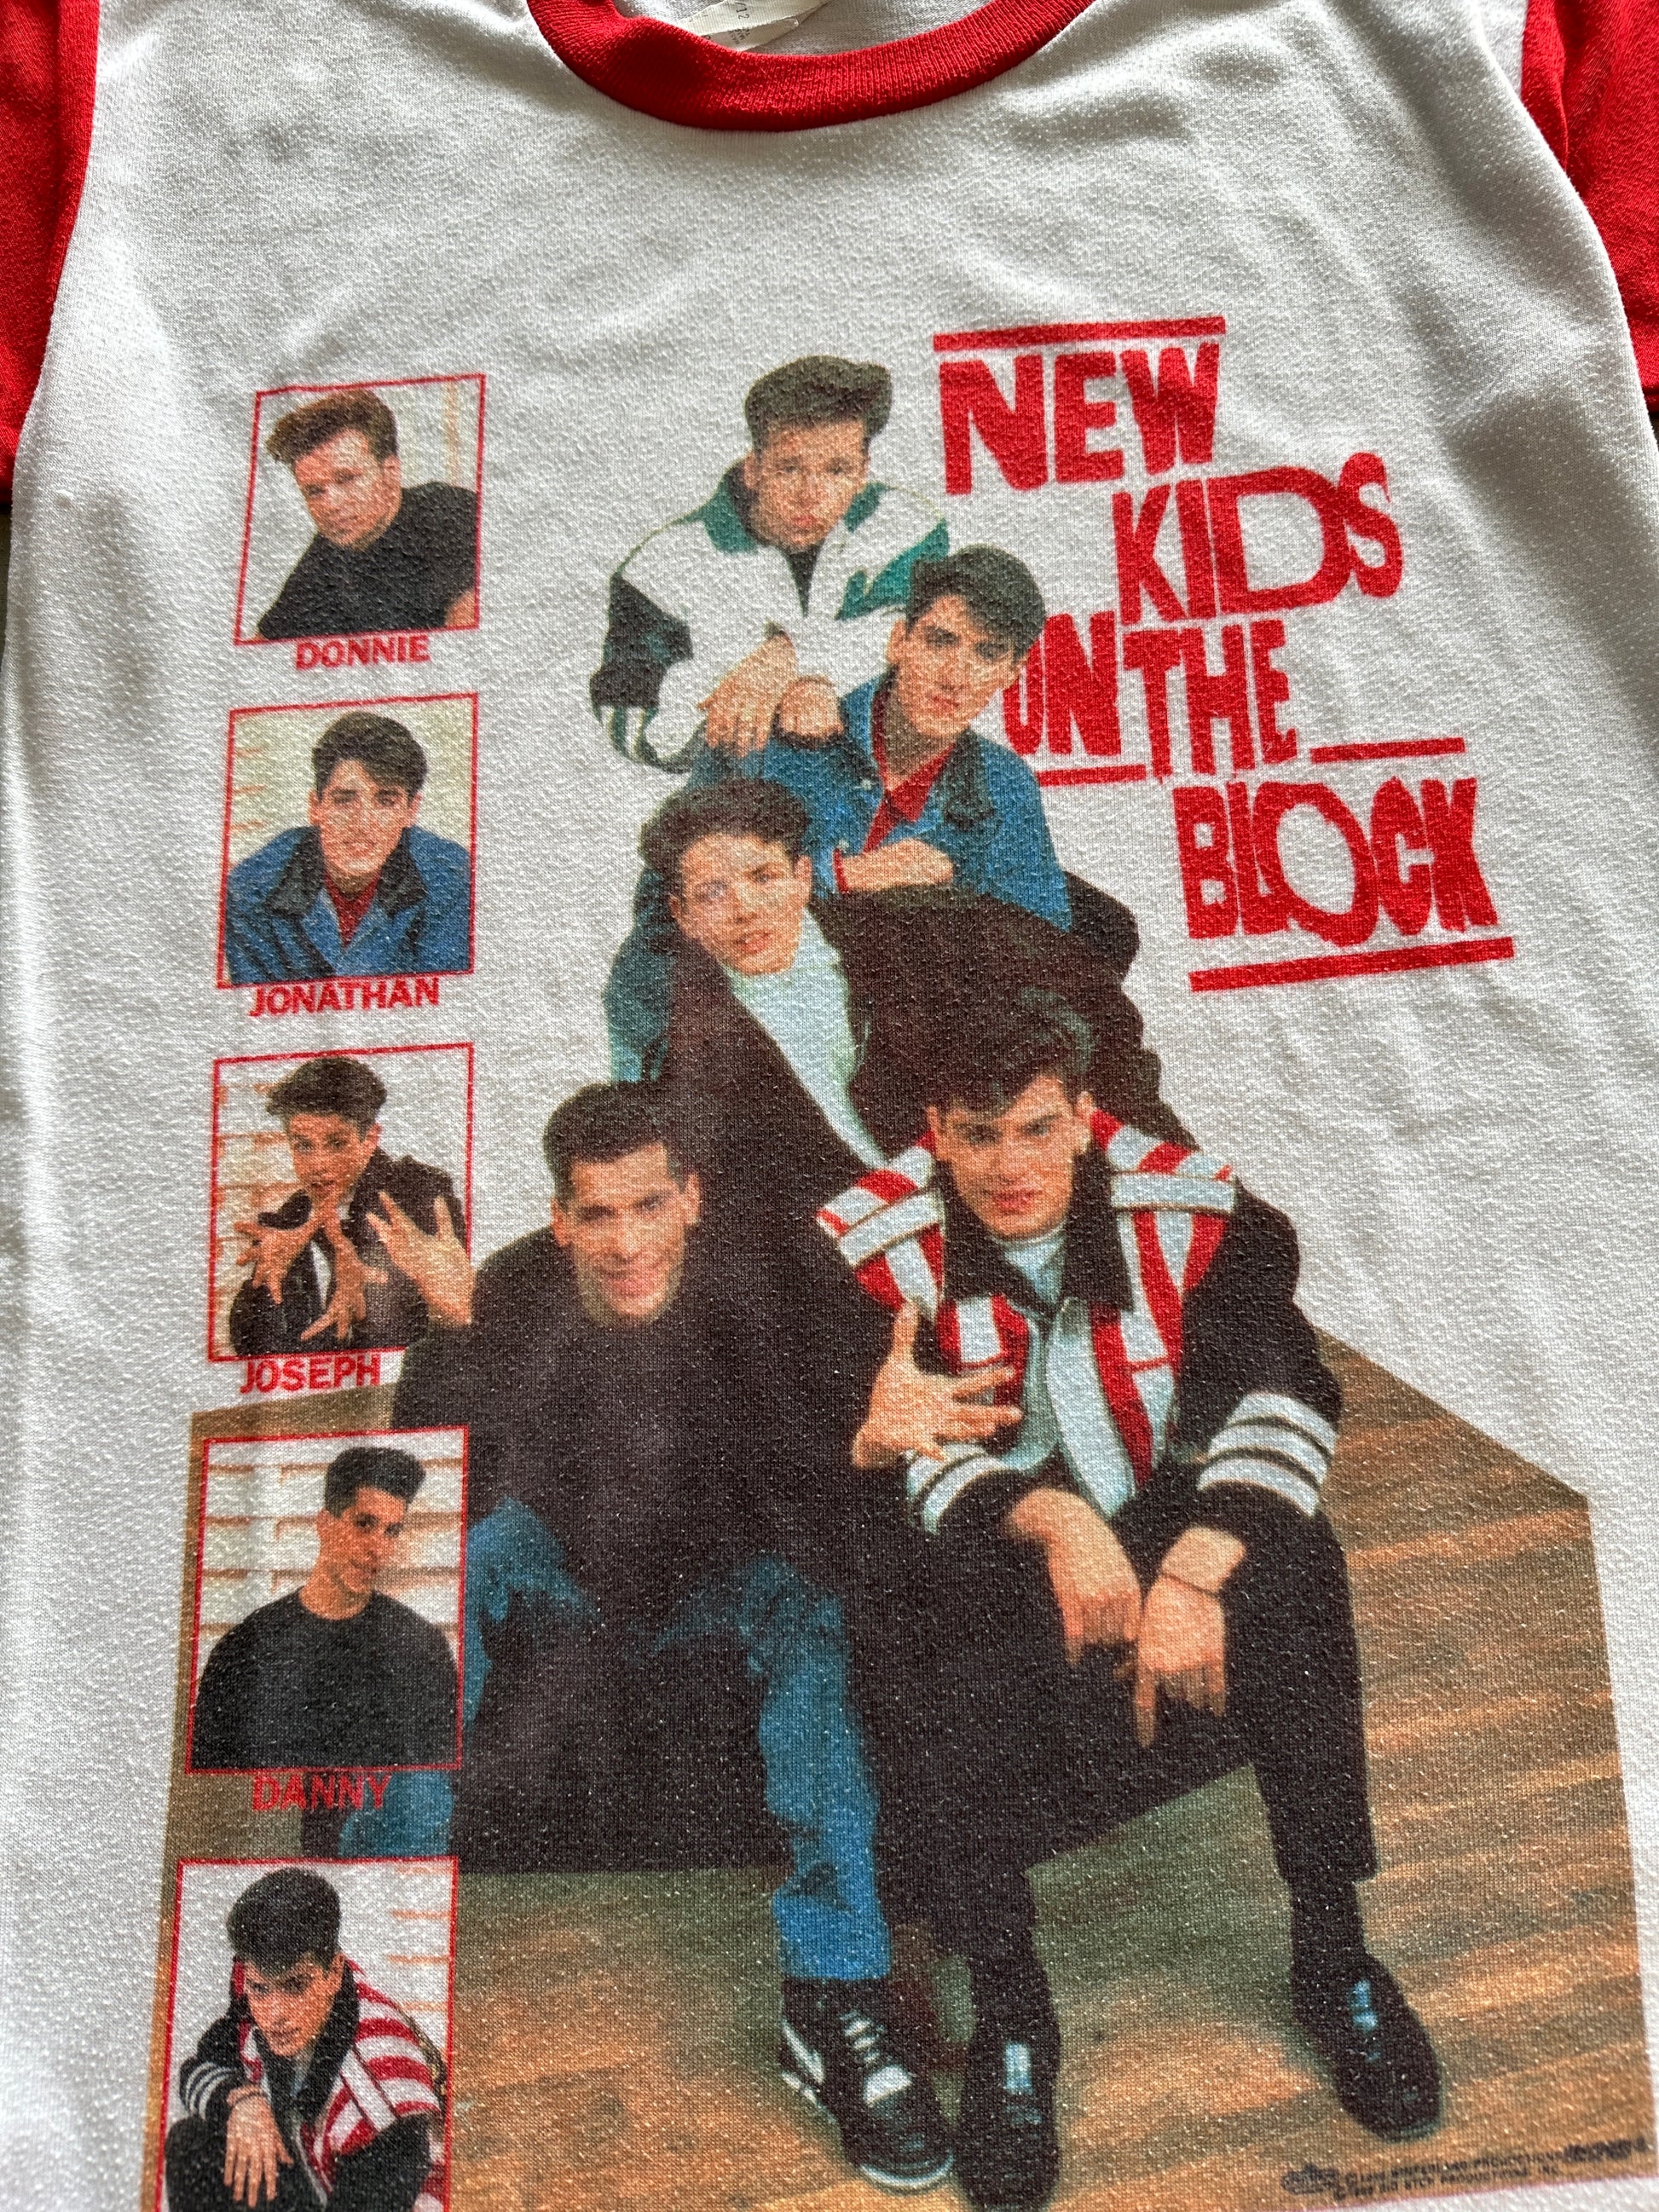 NEW
KIDS
ON THE
BLOCK
DONNIE
JONATHAN
JOSEPH
DANNY